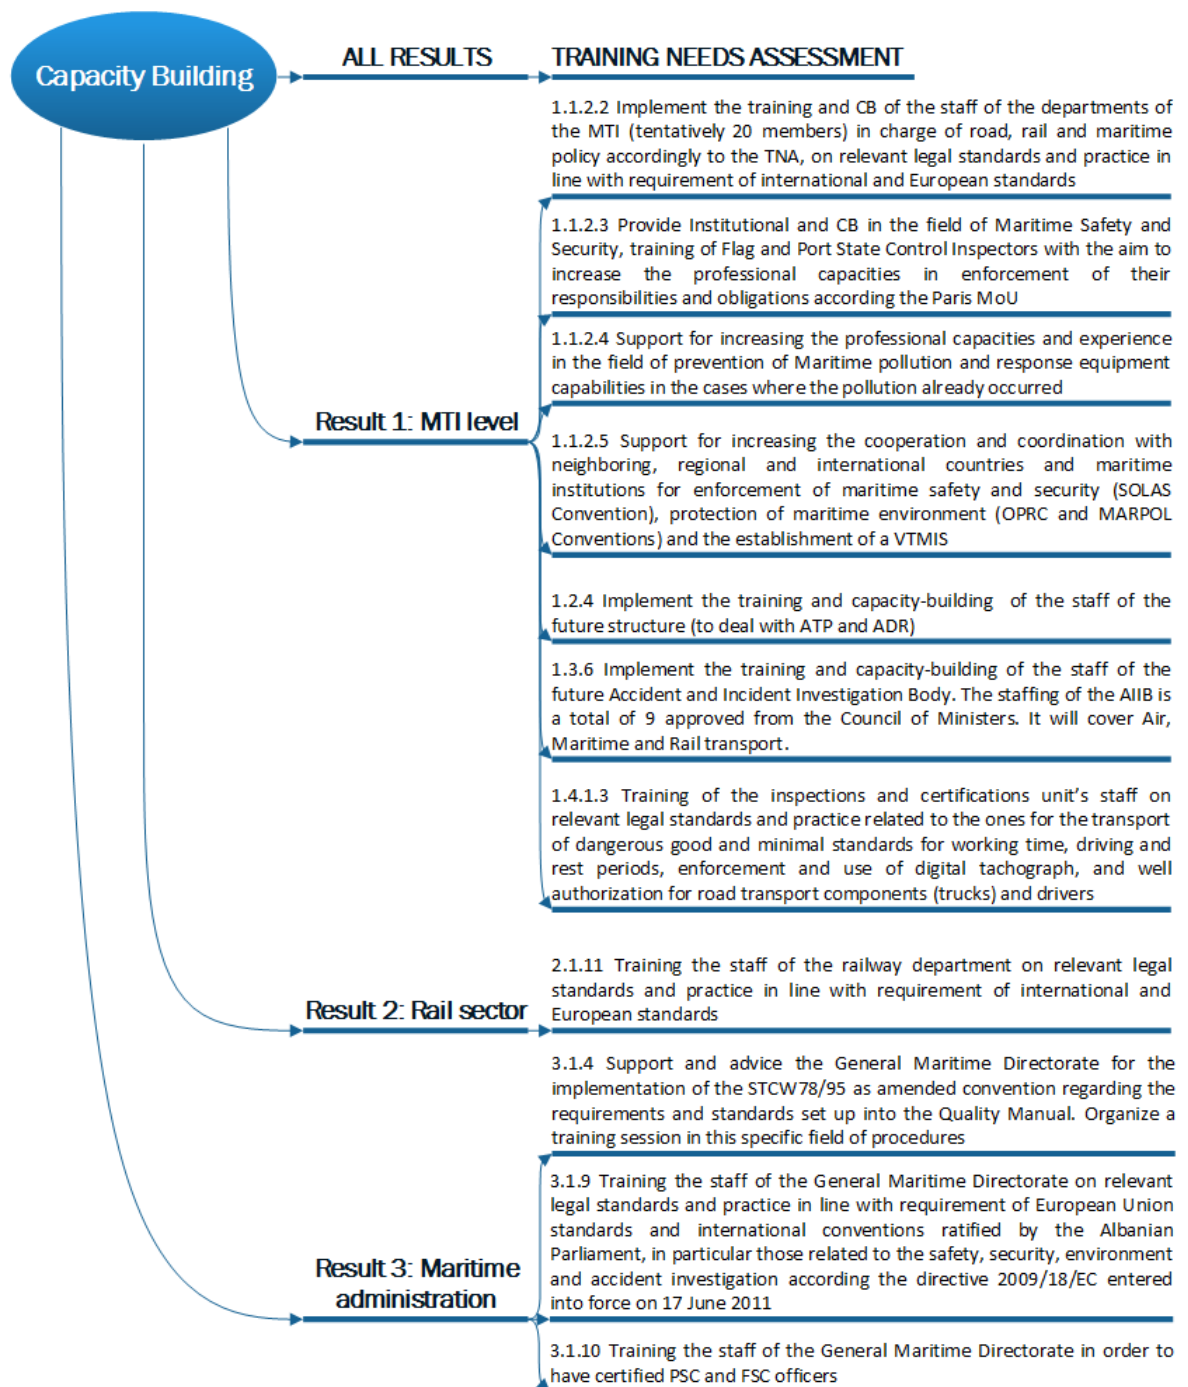 Capacity Building
ALL RESULTS
TRAINING NEEDS ASSESSMENT
1.1.2.2 Implement the training and CB of the staff of the departments of
the MTI (tentatively 20 members) in charge of road, rail and maritime
policy accordingly to the TNA, on relevant legal standards and practice in
line with requirement of international and European standards
1.1.2.3 Provide Institutional and CB in the field of Maritime Safety and
Security, training of Flag and Port State Control Inspectors with the aim to
increase the professional capacities in enforcement of their
responsibilities and obligations according the Paris MoU
1.1.2.4 Support for increasing the professional capacities and experience
in the field of prevention of Maritime pollution and response equipment
capabilities in the cases where the pollution already occurred
Result 1: MTI level
1.1.2.5 Support for increasing the cooperation and coordination with
neighboring, regional and international countries and maritime
institutions for enforcement of maritime safety and security (SOLAS
Convention), protection of maritime environment (OPRC and MARPOL
Conventions) and the establishment of a VTMIS
1.2.4 Implement the training and capacity-building of the staff of the
future structure (to deal with ATP and ADR)
1.3.6 Implement the training and capacity-building of the staff of the
future Accident and Incident Investigation Body. The staffing of the AIIB is
a total of 9 approved from the Council of Ministers. It will cover Air,
Maritime and Rail transport.
1.4.1.3 Training of the inspections and certifications unit's staff on
relevant legal standards and practice related to the ones for the transport
of dangerous good and minimal standards for working time, driving and
rest periods, enforcement and use of digital tachograph, and well
authorization for road transport components (trucks) and drivers
Result 2: Rail sector
2.1.11 Training the staff of the railway department on relevant legal
standards and practice in line with requirement of international and
European standards
3.1.4 Support and advice the General Maritime Directorate for the
implementation of the STCW78/95 as amended convention regarding the
requirements and standards set up into the Quality Manual. Organize a
training session in this specific field of procedures
Result 3: Maritime
administration
3.1.9 Training the staff of the General Maritime Directorate on relevant
legal standards and practice in line with requirement of European Union
standards and international conventions ratified by the Albanian
Parliament, in particular those related to the safety, security, environment
and accident investigation according the directive 2009/18/EC entered
into force on 17 June 2011
3.1.10 Training the staff of the General Maritime Directorate in order to
have certified PSC and FSC officers